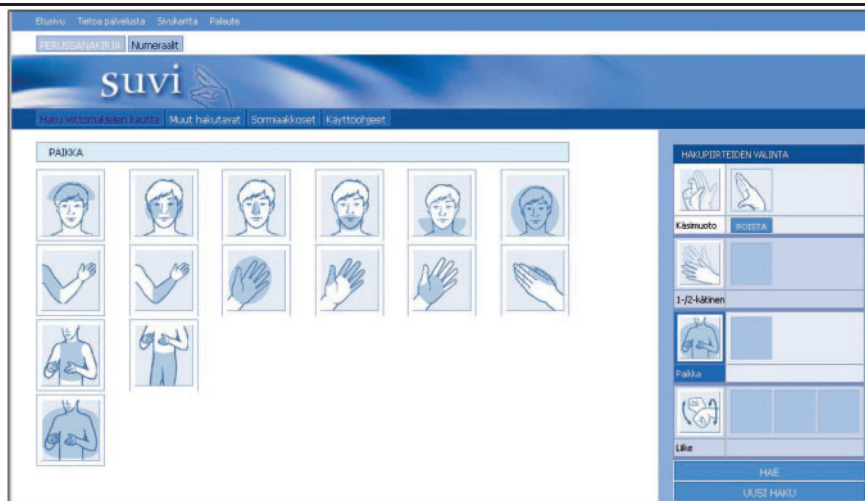 Etusivu Tietoa palvelusta Sivukartta Palaute
PERUSSANAKIRJA Numeraalit
suvi
Haku viittomakielen kautta Muut hakutavat Sormiaakkoset Käyttöohjeet
PAIKKA
HAKUPIIRTEIDEN VALINTA
Käsimuoto POISTA
1-/2-kätinen
Paikka
Liike
HAE
UUSI HAKU